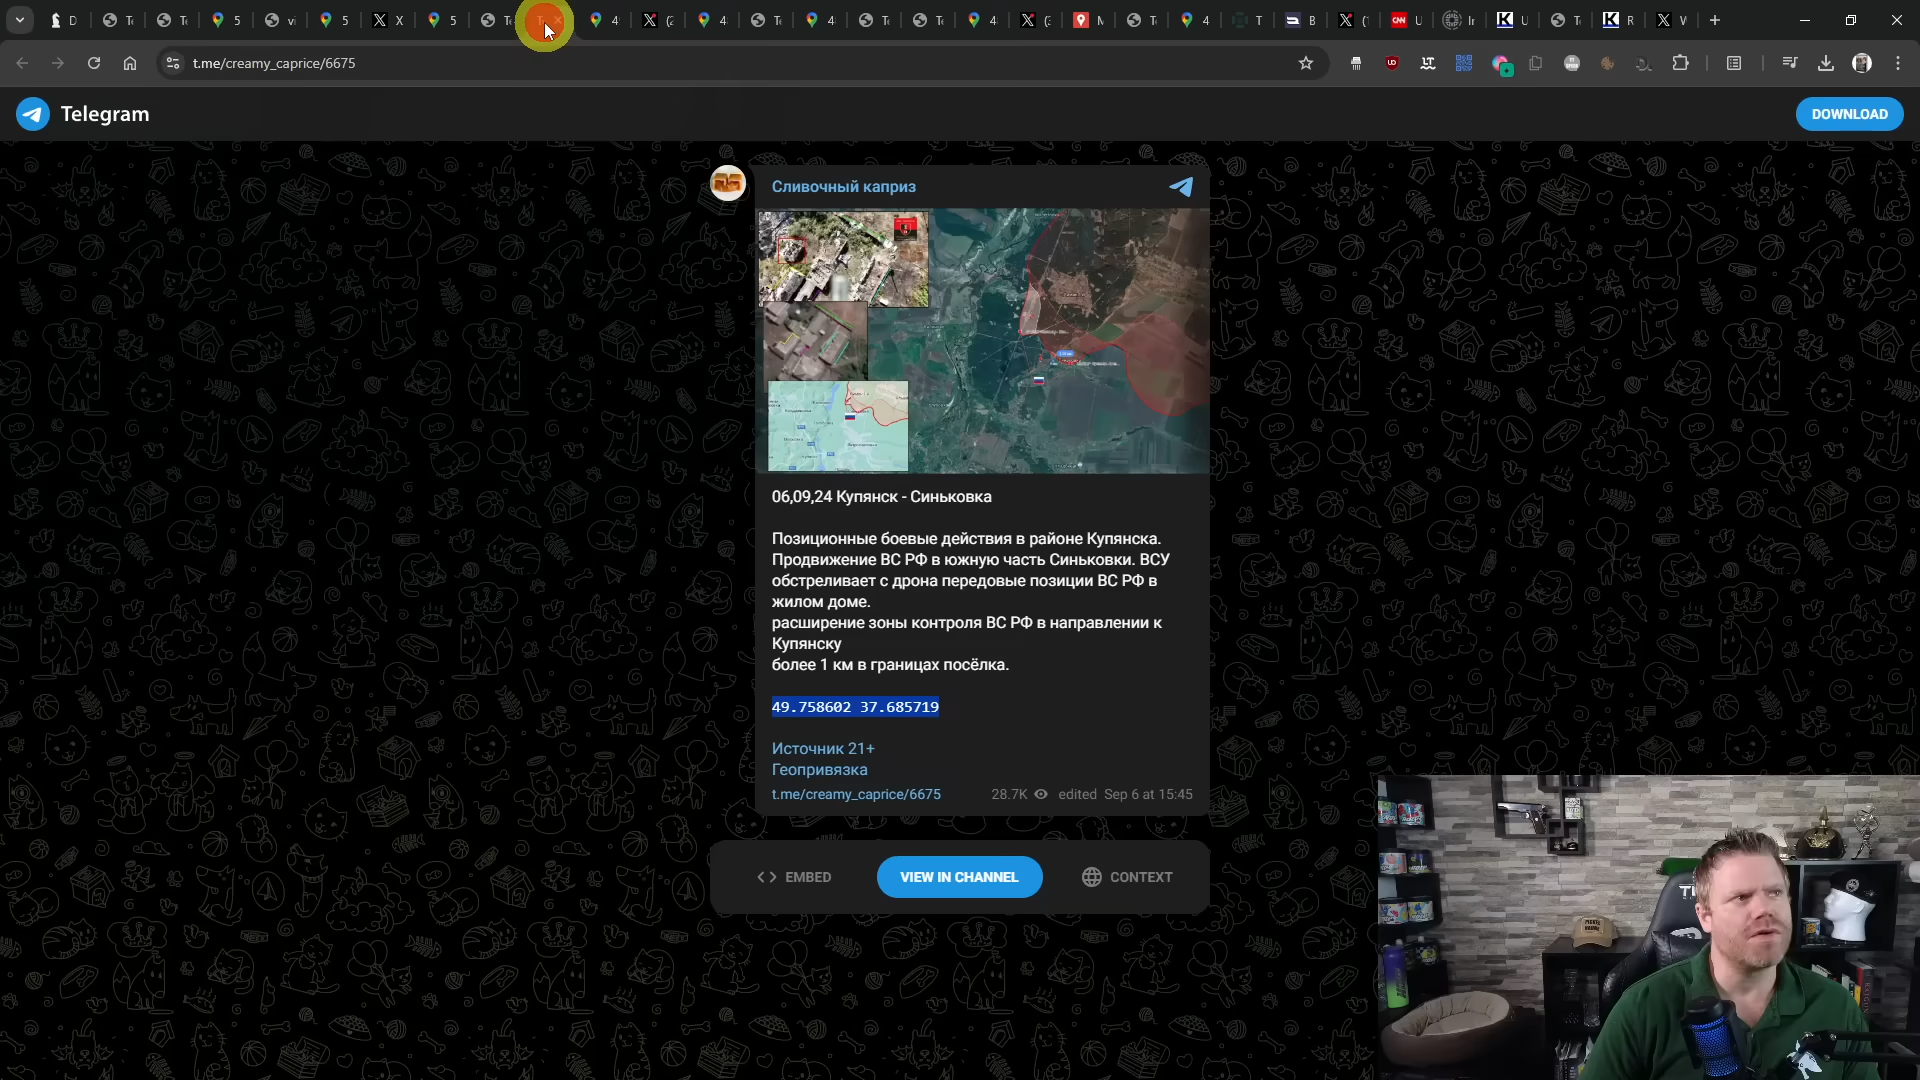 t.me/creamy_caprice/6675
Telegram
DOWNLOAD
Сливочный каприз
06,09,24 Купянск - Синьковка
Позиционные боевые действия в районе Купянска.
Продвижение ВС РФ в южную часть Синьковки. ВСУ
обстреливает с дрона передовые позиции ВС РФ в
жилом доме.
расширение зоны контроля ВС РФ в направлении к
Купянску
более 1 км в границах посёлка.
49.758602 37.685719
Источник 21+
Геопривязка
t.me/creamy_caprice/6675 28.7K edited Sep 6 at 15:45
EMBED
VIEW IN CHANNEL
CONTEXT